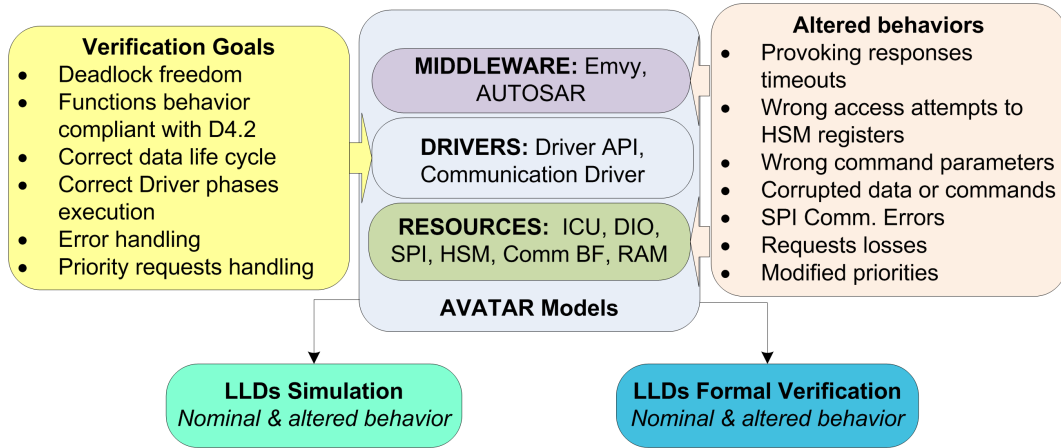 Verification Goals
• Deadlock freedom
• Functions behavior
compliant with D4.2
• Correct data life cycle
• Correct Driver phases
execution
• Error handling
• Priority requests handling
MIDDLEWARE: Emvy,
AUTOSAR
DRIVERS: Driver API,
Communication Driver
RESOURCES: ICU, DIO,
SPI, HSM, Comm BF, RAM
AVATAR Models
Altered behaviors
• Provoking responses
timeouts
• Wrong access attempts to
HSM registers
• Wrong command parameters
• Corrupted data or commands
• SPI Comm. Errors
• Requests losses
• Modified priorities
LLDs Simulation
Nominal & altered behavior
LLDs Formal Verification
Nominal & altered behavior